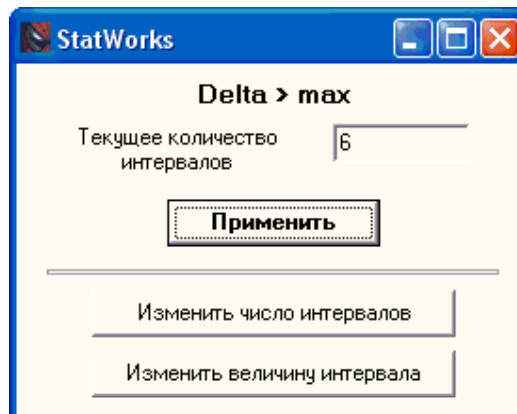 StatWorks
Delta > max
Текущее количество
интервалов
6
Применить
Изменить число интервалов
Изменить величину интервала